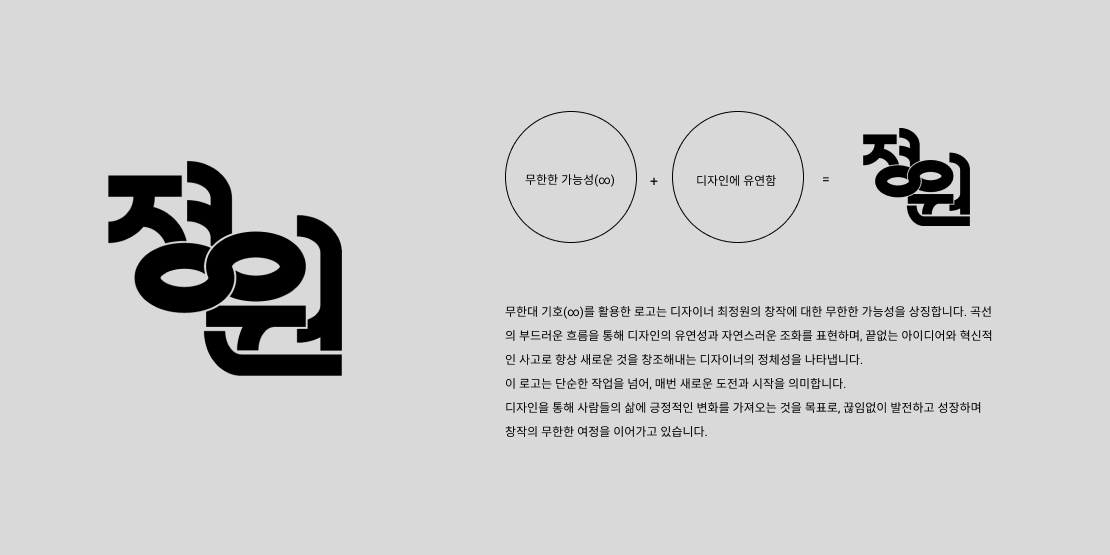 정원
무한한 가능성(∞)
+
디자인에 유연함
=
정원
무한대 기호(∞)를 활용한 로고는 디자이너 최정원의 창작에 대한 무한한 가능성을 상징합니다. 곡선
의 부드러운 흐름을 통해 디자인의 유연성과 자연스러운 조화를 표현하며, 끝없는 아이디어와 혁신적
인 사고로 항상 새로운 것을 창조해내는 디자이너의 정체성을 나타냅니다.
이 로고는 단순한 작업을 넘어, 매번 새로운 도전과 시작을 의미합니다.
디자인을 통해 사람들의 삶에 긍정적인 변화를 가져오는 것을 목표로, 끊임없이 발전하고 성장하며
창작의 무한한 여정을 이어가고 있습니다.